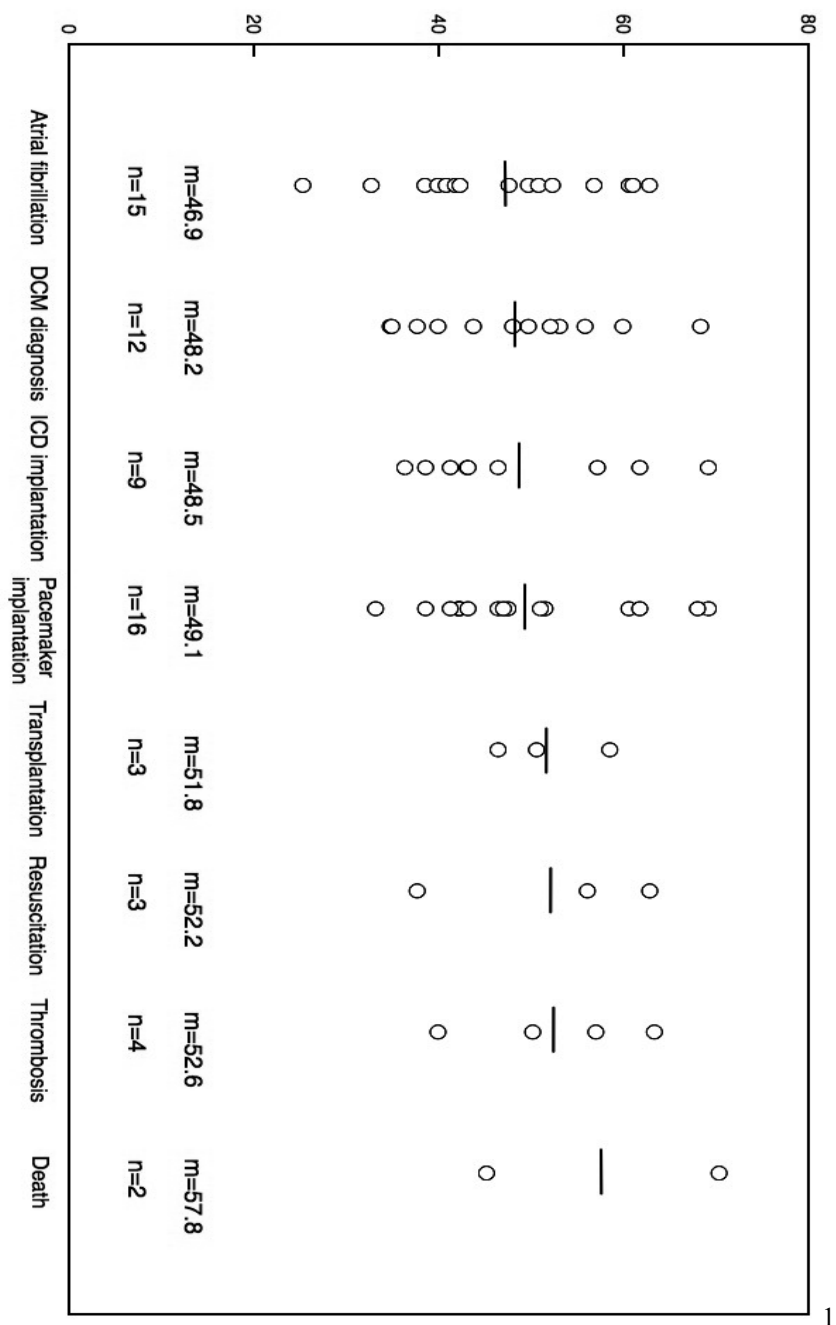 80
60
40
20
0
m=46.9
n=15
Atrial fibrillation
m=48.2
n=12
DCM diagnosis
m=48.5
n=9
ICD implantation
m=49.1
n=16
Pacemaker
implantation
m=51.8
n=3
Transplantation
m=52.2
n=3
Resuscitation
m=52.6
n=4
Thrombosis
m=57.8
n=2
Death
1